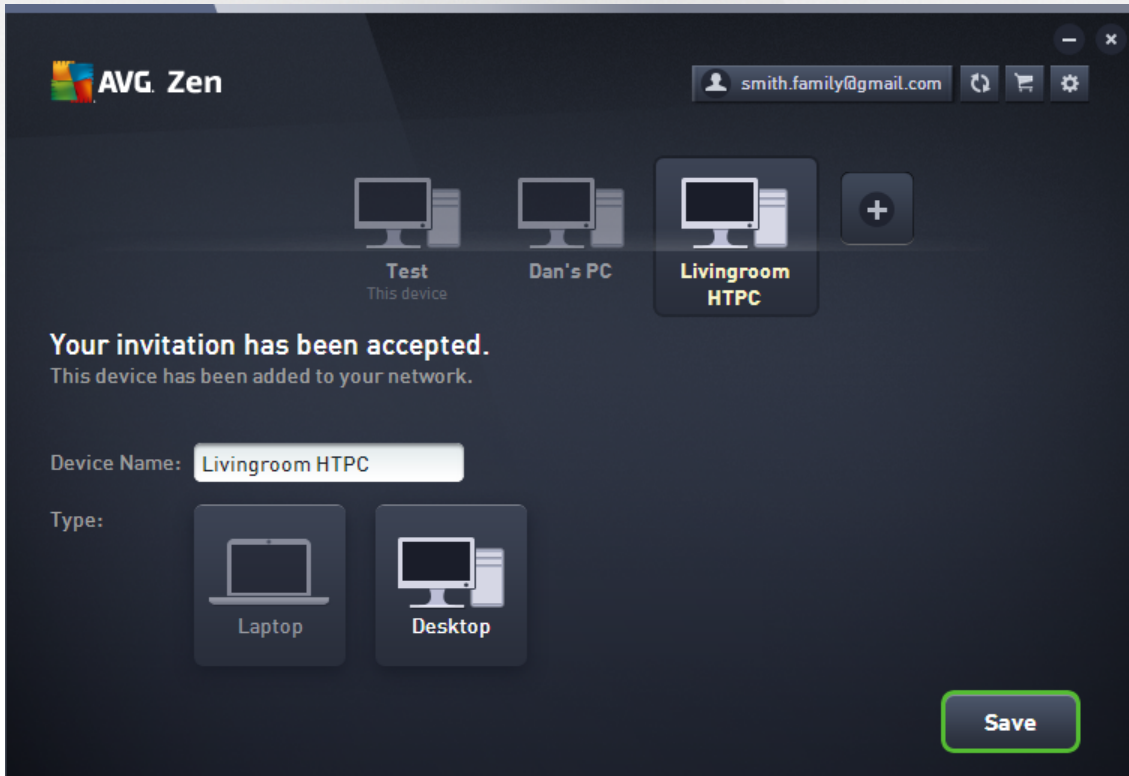 AVG. Zen
smith.family@gmail.com
Test
This device
Dan's PC
Livingroom
HTPC
Your invitation has been accepted.
This device has been added to your network.
Device Name: Livingroom HTPC
Type:
Laptop
Desktop
Save